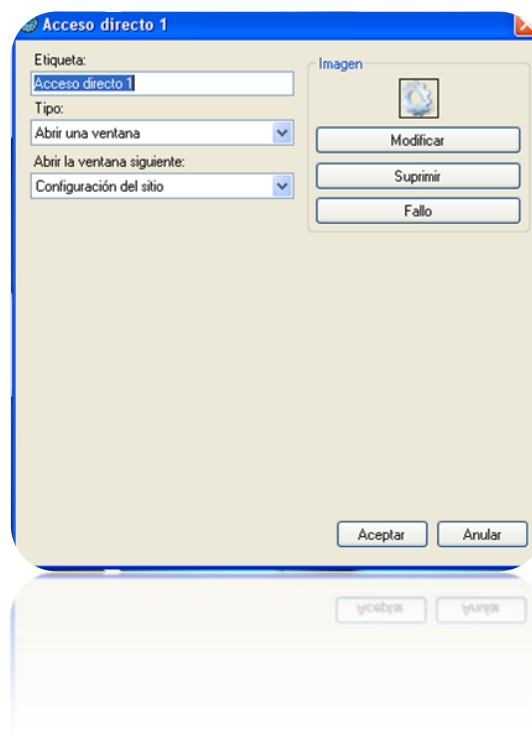 Acceso directo 1
Etiqueta:
Acceso directo 1
Tipo:
Abrir una ventana
Abrir la ventana siguiente:
Configuración del sitio
Imagen
Modificar
Suprimir
Fallo
Aceptar
Anular